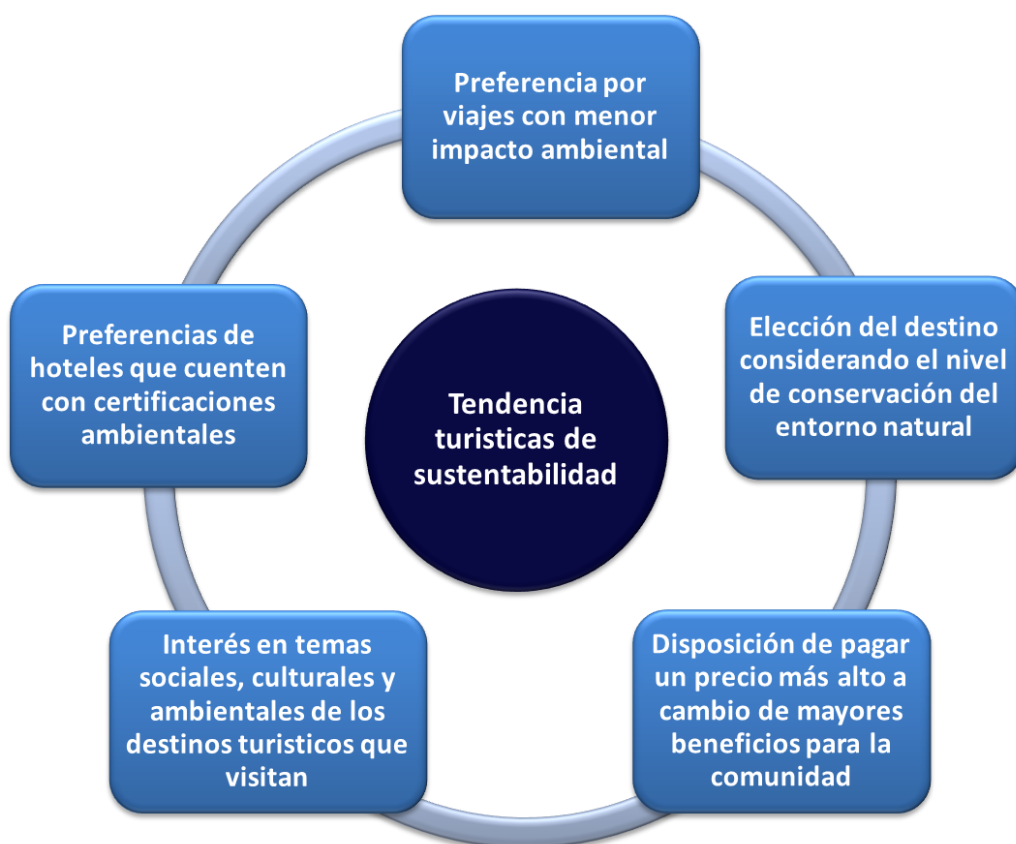 Preferencia por
viajes con menor
impacto ambiental
Elección del destino
considerando el nivel
de conservación del
entorno natural
Disposición de pagar
un precio más alto a
cambio de mayores
beneficios para la
comunidad
Interés en temas
sociales, culturales y
ambientales de los
destinos turisticos que
visitan
Preferencias de
hoteles que cuenten
con certificaciones
ambientales
Tendencia
turisticas de
sustentabilidad